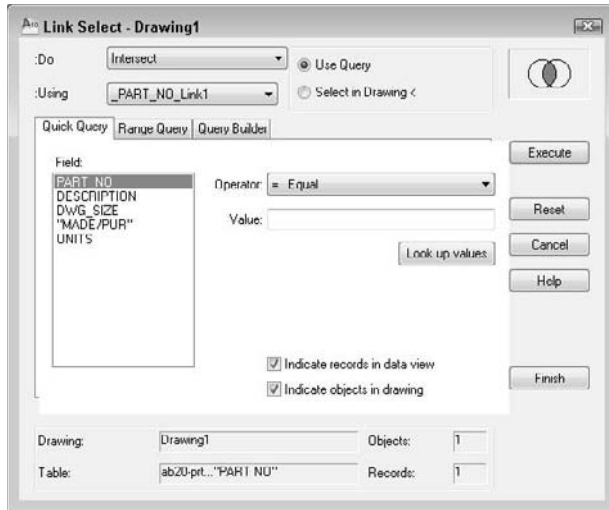 Link Select - Drawing1
:Do Intersect Use Query
:Using _PART_NO_Link1 Select in Drawing <
Quick Query Range Query Query Builder
Execute
Field:
PART_NO
DESCRIPTION
DWG_SIZE
"MADE/PUR"
UNITS
Operator: = Equal
Value:
Look up values
Reset
Cancel
Help
Indicate records in data view
Indicate objects in drawing
Finish
Drawing: Drawing1 Objects: 1
Table: ab20-prt..."PART NO" Records: 1